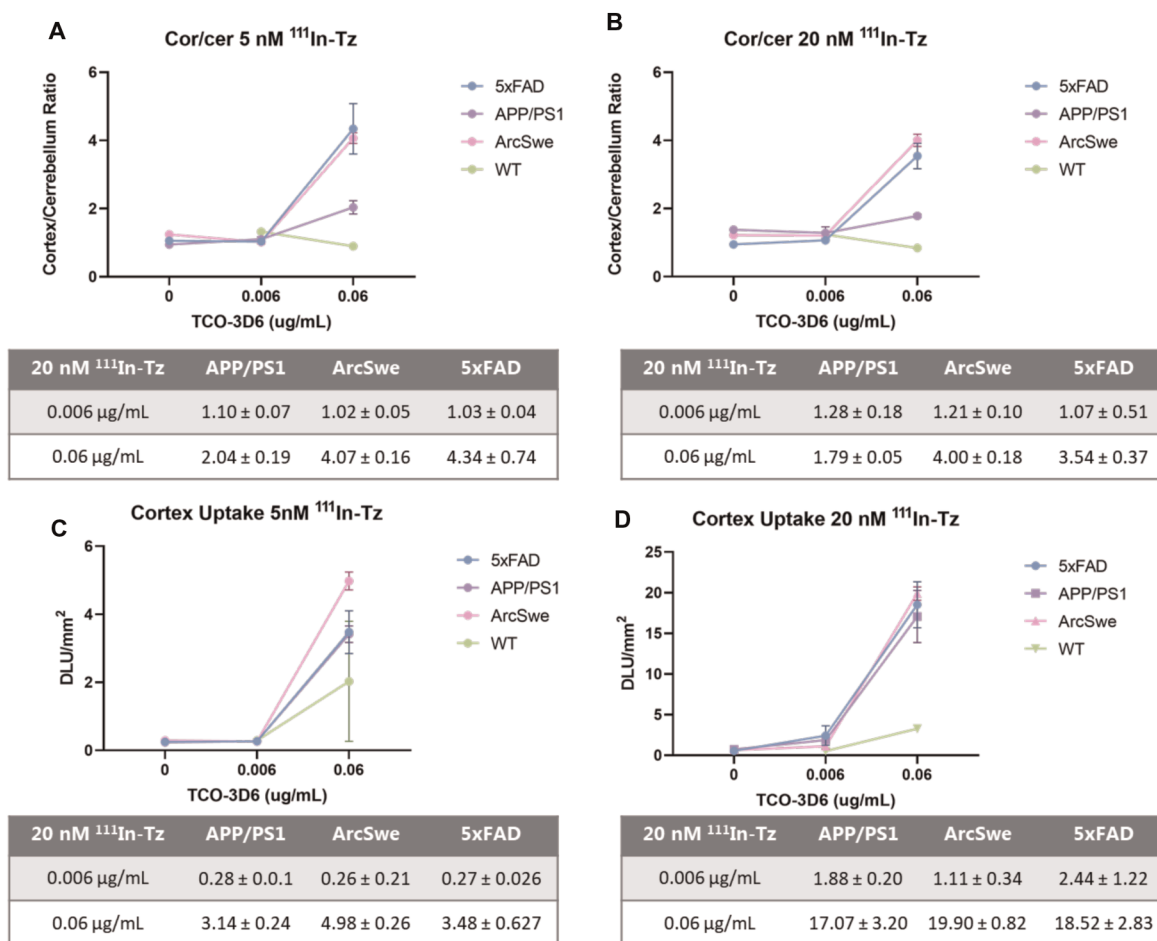 A
Cor/cer 5 nM ¹¹¹In-Tz
Cortex/Cerrebellum Ratio
6
4
2
0
0
0.006
0.06
TCO-3D6 (ug/mL)
5xFAD
APP/PS1
ArcSwe
WT
B
Cor/cer 20 nM ¹¹¹In-Tz
Cortex/Cerrebellum Ratio
6
4
2
0
0
0.006
0.06
TCO-3D6 (ug/mL)
5xFAD
APP/PS1
ArcSwe
WT
20 nM ¹¹¹In-Tz APP/PS1 ArcSwe 5xFAD
0.006 µg/mL 1.10 ± 0.07 1.02 ± 0.05 1.03 ± 0.04
0.06 µg/mL 2.04 ± 0.19 4.07 ± 0.16 4.34 ± 0.74
20 nM ¹¹¹In-Tz APP/PS1 ArcSwe 5xFAD
0.006 µg/mL 1.28 ± 0.18 1.21 ± 0.10 1.07 ± 0.51
0.06 µg/mL 1.79 ± 0.05 4.00 ± 0.18 3.54 ± 0.37
C
Cortex Uptake 5nM ¹¹¹In-Tz
DLU/mm²
6
4
2
0
0
0.006
0.06
TCO-3D6 (ug/mL)
5xFAD
APP/PS1
ArcSwe
WT
D
Cortex Uptake 20 nM ¹¹¹In-Tz
DLU/mm²
25
20
15
10
5
0
0
0.006
0.06
TCO-3D6 (ug/mL)
5xFAD
APP/PS1
ArcSwe
WT
20 nM ¹¹¹In-Tz APP/PS1 ArcSwe 5xFAD
0.006 µg/mL 0.28 ± 0.0.1 0.26 ± 0.21 0.27 ± 0.026
0.06 µg/mL 3.14 ± 0.24 4.98 ± 0.26 3.48 ± 0.627
20 nM ¹¹¹In-Tz APP/PS1 ArcSwe 5xFAD
0.006 µg/mL 1.88 ± 0.20 1.11 ± 0.34 2.44 ± 1.22
0.06 µg/mL 17.07 ± 3.20 19.90 ± 0.82 18.52 ± 2.83